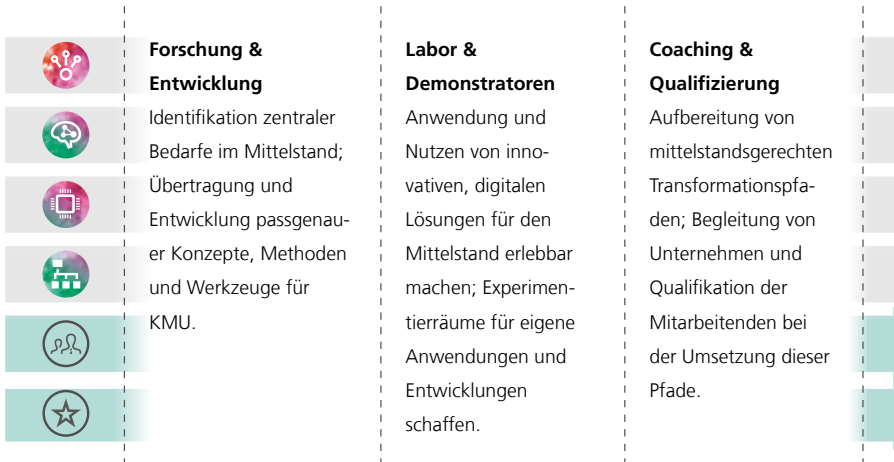 Forschung &
Entwicklung
Identifikation zentraler
Bedarfe im Mittelstand;
Übertragung und
Entwicklung passgenau-
er Konzepte, Methoden
und Werkzeuge für
KMU.
Labor &
Demonstratoren
Anwendung und
Nutzen von inno-
vativen, digitalen
Lösungen für den
Mittelstand erlebbar
machen; Experimen-
tierräume für eigene
Anwendungen und
Entwicklungen
schaffen.
Coaching &
Qualifizierung
Aufbereitung von
mittelstandsgerechten
Transformationspfa-
den; Begleitung von
Unternehmen und
Qualifikation der
Mitarbeitenden bei
der Umsetzung dieser
Pfade.